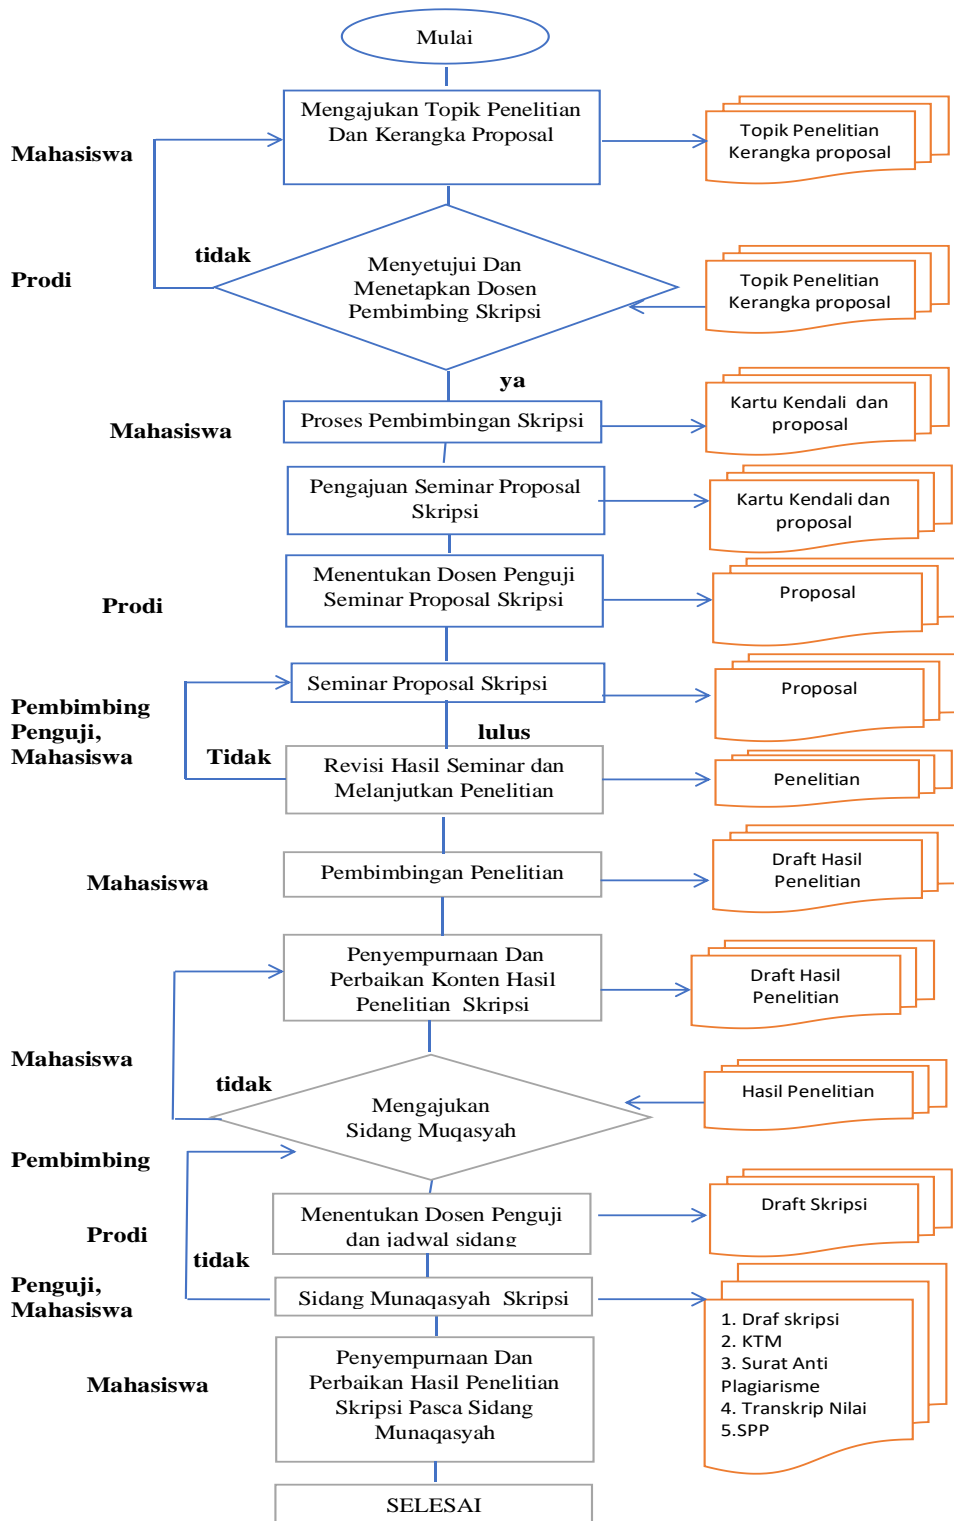 Mulai
Mengajukan Topik Penelitian
Dan Kerangka Proposal
Topik Penelitian
Kerangka proposal
Mahasiswa
tidak
Prodi
Menyetujui Dan
Menetapkan Dosen
Pembimbing Skripsi
Topik Penelitian
Kerangka proposal
ya
Mahasiswa
Proses Pembimbingan Skripsi
Kartu Kendali dan
proposal
Pengajuan Seminar Proposal
Skripsi
Kartu Kendali dan
proposal
Prodi
Menentukan Dosen Penguji
Seminar Proposal Skripsi
Proposal
Pembimbing
Penguji,
Mahasiswa
Seminar Proposal Skripsi
Proposal
lulus
Tidak
Revisi Hasil Seminar dan
Melanjutkan Penelitian
Penelitian
Mahasiswa
Pembimbingan Penelitian
Draft Hasil
Penelitian
Penyempurnaan Dan
Perbaikan Konten Hasil
Penelitian Skripsi
Draft Hasil
Penelitian
Mahasiswa
tidak
Mengajukan
Sidang Muqasyah
Hasil Penelitian
Pembimbing
Prodi
Menentukan Dosen Penguji
dan jadwal sidang
Draft Skripsi
tidak
Penguji,
Mahasiswa
Sidang Munaqasyah Skripsi
1. Draf skripsi
2. KTM
3. Surat Anti
Plagiarisme
4. Transkrip Nilai
5.SPP
Mahasiswa
Penyempurnaan Dan
Perbaikan Hasil Penelitian
Skripsi Pasca Sidang
Munaqasyah
SELESAI